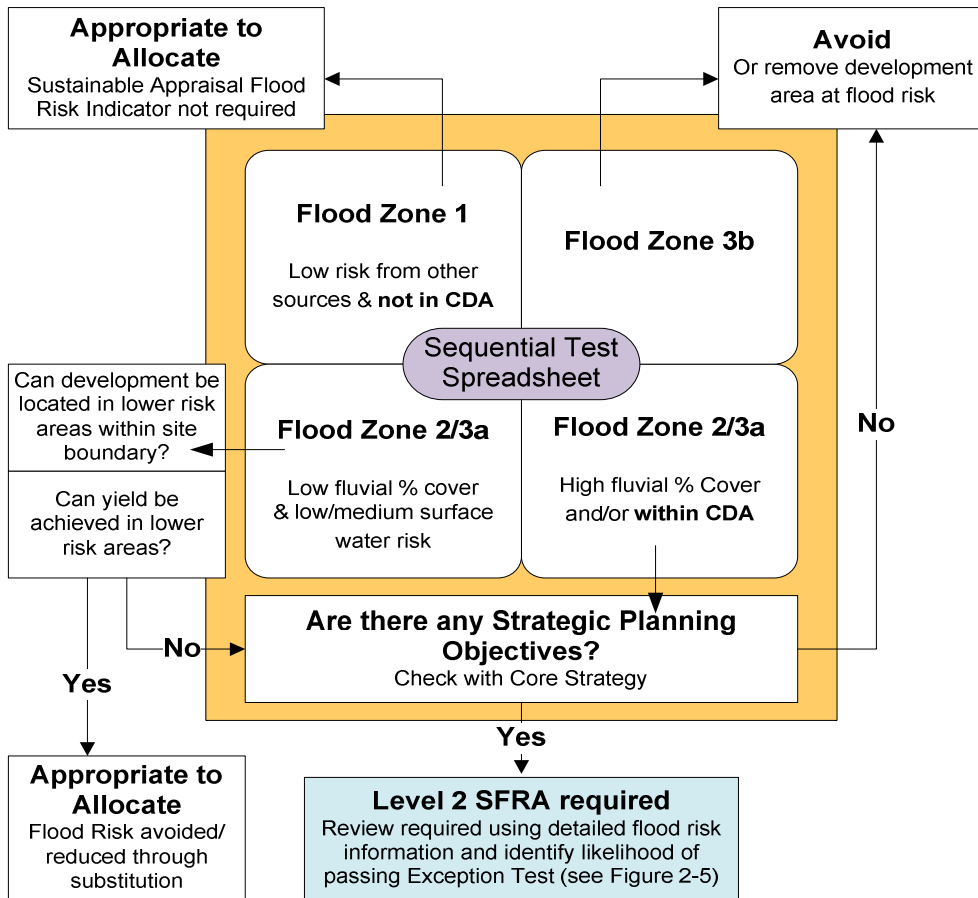 Appropriate to
Allocate
Sustainable Appraisal Flood
Risk Indicator not required
Avoid
Or remove development
area at flood risk
Flood Zone 1
Low risk from other
sources & not in CDA
Flood Zone 3b
Sequential Test
Spreadsheet
Can development be
located in lower risk
areas within site
boundary?
Can yield be
achieved in lower
risk areas?
Flood Zone 2/3a
Low fluvial % cover
& low/medium surface
water risk
Flood Zone 2/3a
High fluvial % Cover
and/or within CDA
No
Are there any Strategic Planning
Objectives?
Check with Core Strategy
No
Yes
Yes
Appropriate to
Allocate
Flood Risk avoided/
reduced through
substitution
Level 2 SFRA required
Review required using detailed flood risk
information and identify likelihood of
passing Exception Test (see Figure 2-5)